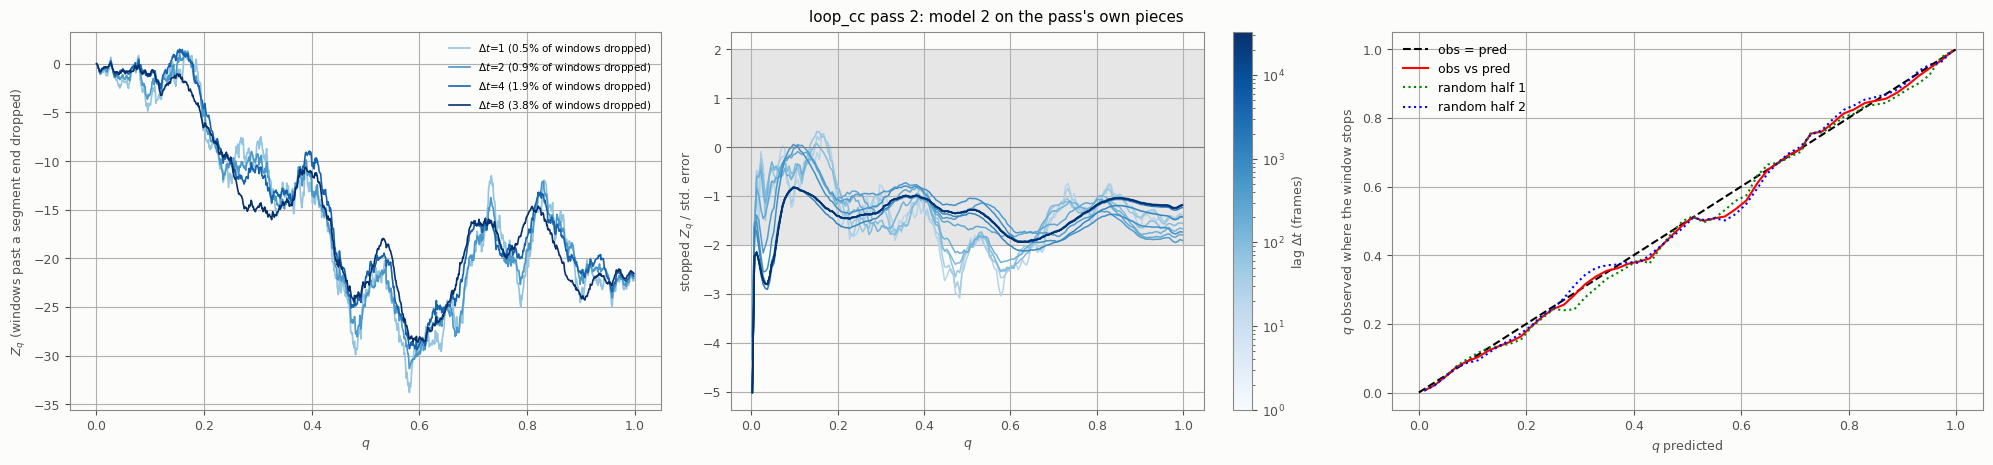 loop_cc pass 2: model 2 on the pass's own pieces
Z_q (windows past a segment end dropped)
0
−5
−10
−15
−20
−25
−30
−35
Δt=1 (0.5% of windows dropped)
Δt=2 (0.9% of windows dropped)
Δt=4 (1.9% of windows dropped)
Δt=8 (3.8% of windows dropped)
0.0 0.2 0.4 0.6 0.8 1.0
q
stopped Z_q / std. error
2
1
0
−1
−2
−3
−4
−5
0.0 0.2 0.4 0.6 0.8 1.0
q
10^4
10^3
10^2
10^1
10^0
lag Δt (frames)
q observed where the window stops
1.0
0.8
0.6
0.4
0.2
0.0
obs = pred
obs vs pred
random half 1
random half 2
0.0 0.2 0.4 0.6 0.8 1.0
q predicted